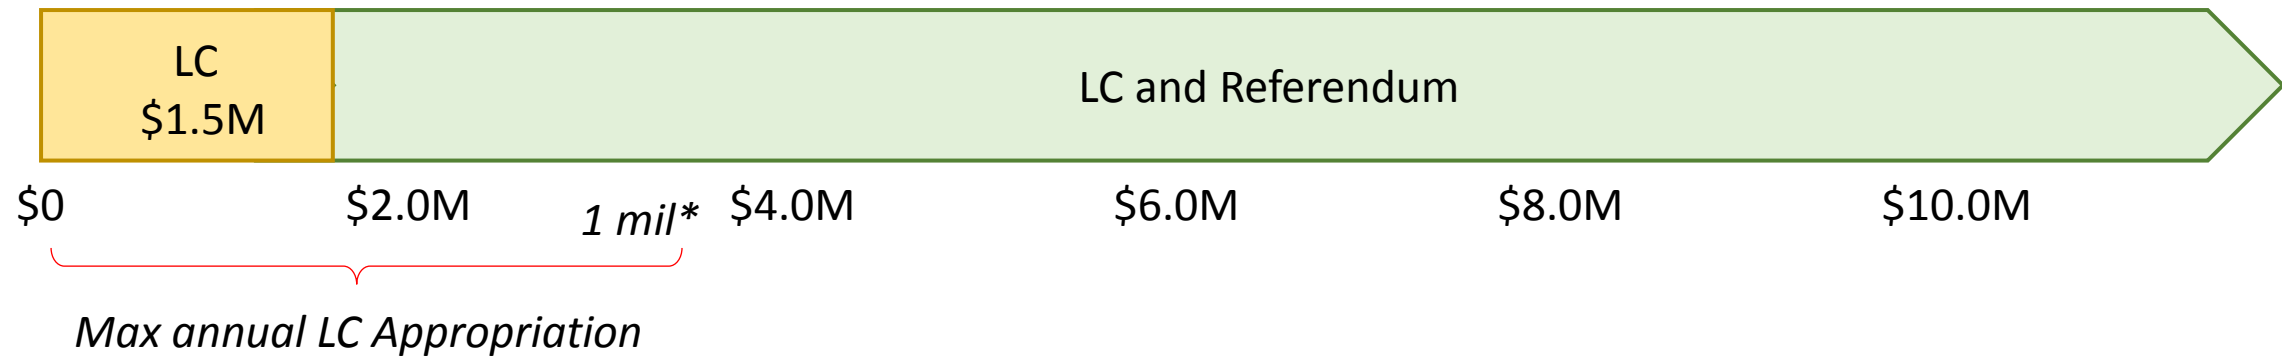 LC
$1.5M
LC and Referendum
$0
$2.0M
1 mil*
$4.0M
$6.0M
$8.0M
$10.0M
Max annual LC Appropriation